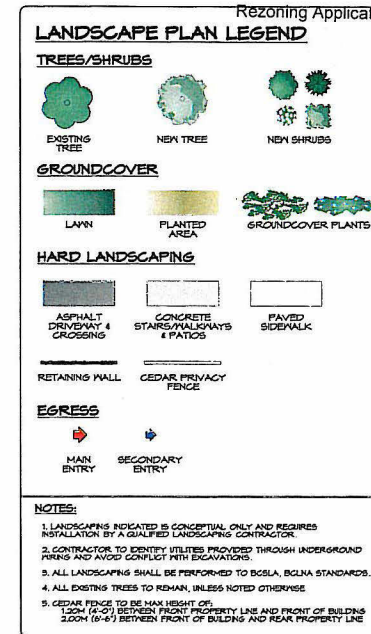 Rezoning Applicat
LANDSCAPE PLAN LEGEND
TREES/SHRUBS
EXISTING TREE
NEW TREE
NEW SHRUBS
GROUNDCOVER
LAWN
PLANTED AREA
GROUNDCOVER PLANTS
HARD LANDSCAPING
ASPHALT DRIVEWAY & CROSSING
CONCRETE STAIRS/WALKWAYS & PATIOS
PAVED SIDEWALK
RETAINING WALL
CEDAR PRIVACY FENCE
EGRESS
MAIN ENTRY
SECONDARY ENTRY
NOTES:
1. LANDSCAPING INDICATED IS CONCEPTUAL ONLY AND REQUIRES
INSTALLATION BY A QUALIFIED LANDSCAPING CONTRACTOR.
2. CONTRACTOR TO IDENTIFY UTILITIES PROVIDED THROUGH UNDERGROUND
WIRING AND AVOID CONFLICT WITH EXCAVATIONS.
3. ALL LANDSCAPING SHALL BE PERFORMED TO BCSLA, BCLNA STANDARDS.
4. ALL EXISTING TREES TO REMAIN, UNLESS NOTED OTHERWISE
5. CEDAR FENCE TO BE MAX HEIGHT OF:
1.20M (4'-0") BETWEEN FRONT PROPERTY LINE AND FRONT OF BUILDING
2.00M (6'-6") BETWEEN FRONT OF BUILDING AND REAR PROPERTY LINE